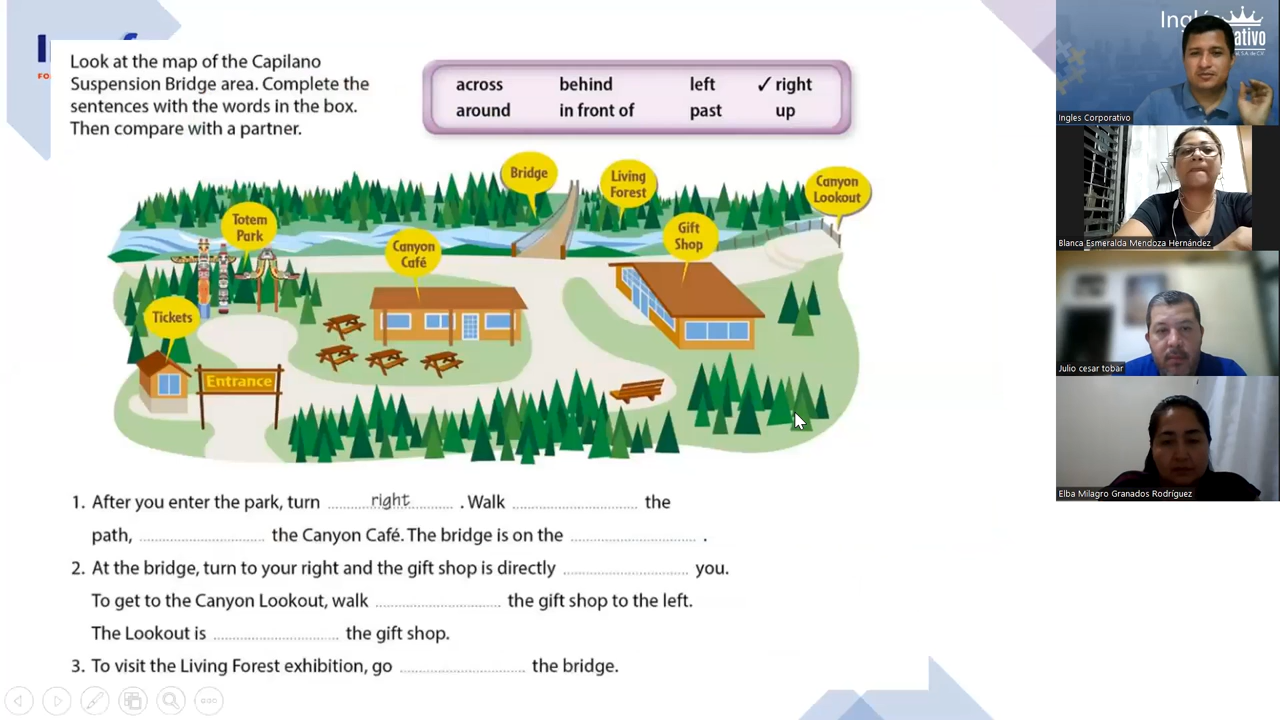 Look at the map of the Capilano
Suspension Bridge area. Complete the
sentences with the words in the box.
Then compare with a partner.
across behind left ✓ right
around in front of past up
Bridge
Living
Forest
Canyon
Lookout
Totem
Park
Gift
Shop
Canyon
Café
Tickets
Entrance
1. After you enter the park, turn right . Walk the
path, the Canyon Café. The bridge is on the .
2. At the bridge, turn to your right and the gift shop is directly you.
To get to the Canyon Lookout, walk the gift shop to the left.
The Lookout is the gift shop.
3. To visit the Living Forest exhibition, go the bridge.
Ingles Corporativo
Blanca Esmeralda Mendoza Hernández
Julio cesar tobar
Elba Milagro Granados Rodríguez